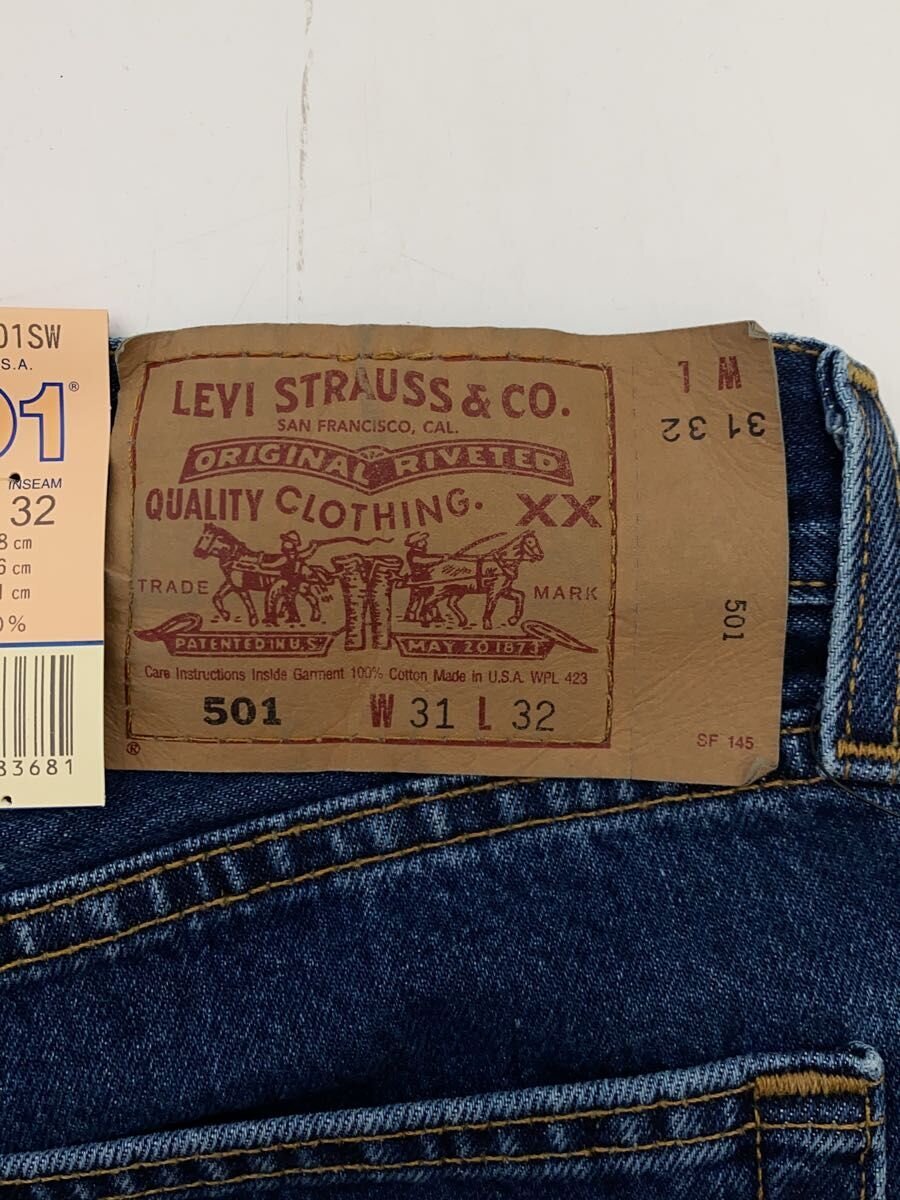 01SW
S.A.
01®
INSEAM
32
8 cm
6 cm
1 cm
0%
83681
LEVI STRAUSS & CO.
SAN FRANCISCO, CAL.
ORIGINAL RIVETED
QUALITY CLOTHING. XX
TRADE MARK
PATENTED IN U.S. MAY 20 1873
Care Instructions Inside Garment 100% Cotton Made in U.S.A. WPL 423
501 W 31 L 32
®
W L
31 32
501
SF 145